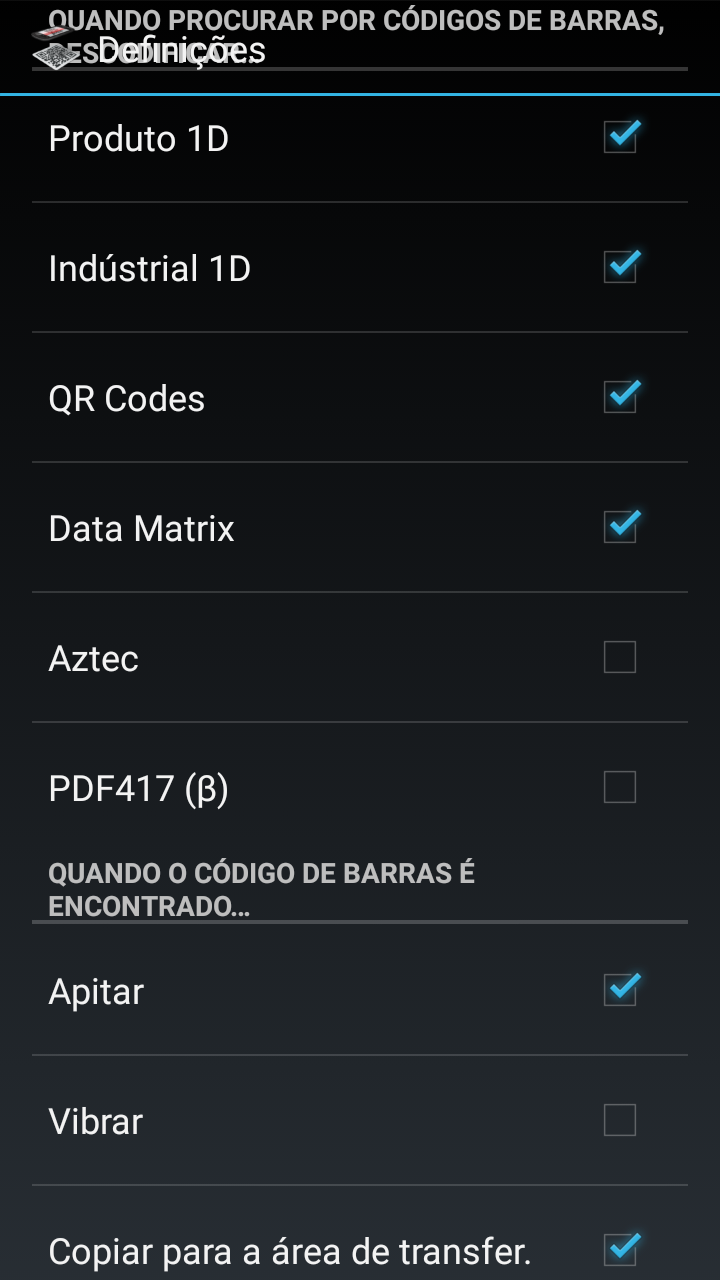 QUANDO PROCURAR POR CÓDIGOS DE BARRAS,
DESCODIFICAR…
Definições
Produto 1D
Indústrial 1D
QR Codes
Data Matrix
Aztec
PDF417 (β)
QUANDO O CÓDIGO DE BARRAS É
ENCONTRADO…
Apitar
Vibrar
Copiar para a área de transfer.